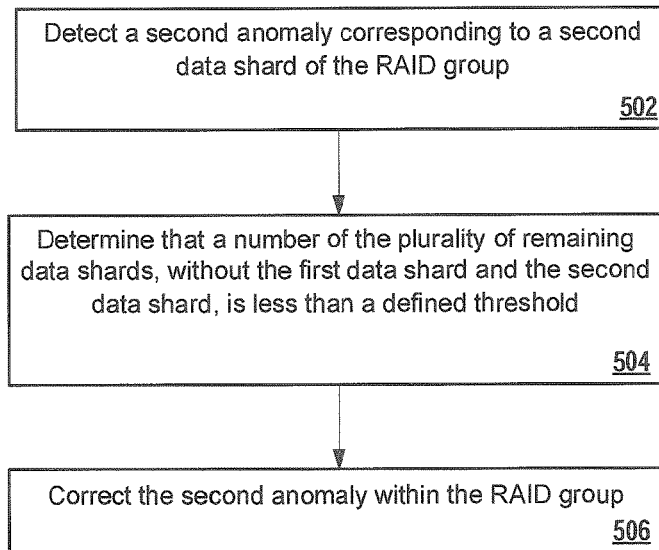 Detect a second anomaly corresponding to a second
data shard of the RAID group
502
Determine that a number of the plurality of remaining
data shards, without the first data shard and the second
data shard, is less than a defined threshold
504
Correct the second anomaly within the RAID group
506